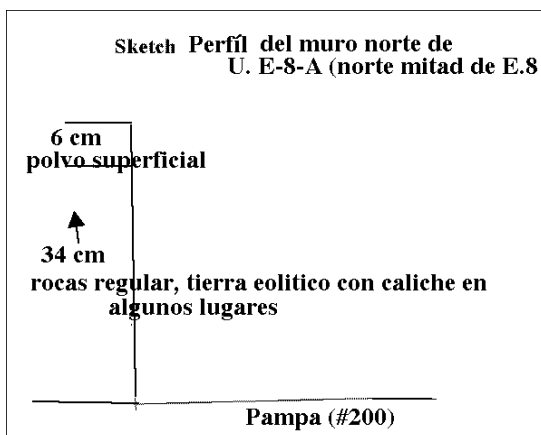 Sketch Perfíl del muro norte de
U. E-8-A (norte mitad de E.8
6 cm
polvo superficial
34 cm
rocas regular, tierra eolitico con caliche en
algunos lugares
Pampa (#200)